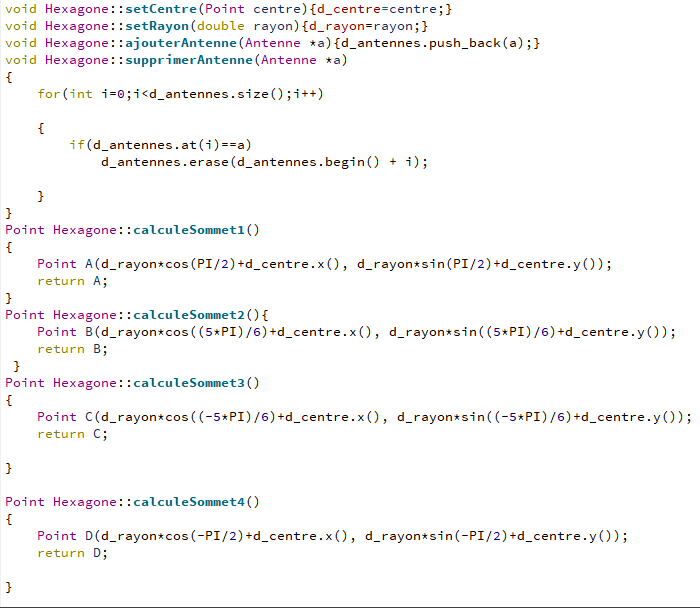 void Hexagone::setCentre(Point centre){d_centre=centre;}
void Hexagone::setRayon(double rayon){d_rayon=rayon;}
void Hexagone::ajouterAntenne(Antenne *a){d_antennes.push_back(a);}
void Hexagone::supprimerAntenne(Antenne *a)
{
    for(int i=0;i<d_antennes.size();i++)
    {
        if(d_antennes.at(i)==a)
            d_antennes.erase(d_antennes.begin() + i);
    }
}
Point Hexagone::calculeSommet1()
{
    Point A(d_rayon*cos(PI/2)+d_centre.x(), d_rayon*sin(PI/2)+d_centre.y());
    return A;
}
Point Hexagone::calculeSommet2(){
    Point B(d_rayon*cos((5*PI)/6)+d_centre.x(), d_rayon*sin((5*PI)/6)+d_centre.y());
    return B;
 }
Point Hexagone::calculeSommet3()
{
    Point C(d_rayon*cos((-5*PI)/6)+d_centre.x(), d_rayon*sin((-5*PI)/6)+d_centre.y());
    return C;
}
Point Hexagone::calculeSommet4()
{
    Point D(d_rayon*cos(-PI/2)+d_centre.x(), d_rayon*sin(-PI/2)+d_centre.y());
    return D;
}